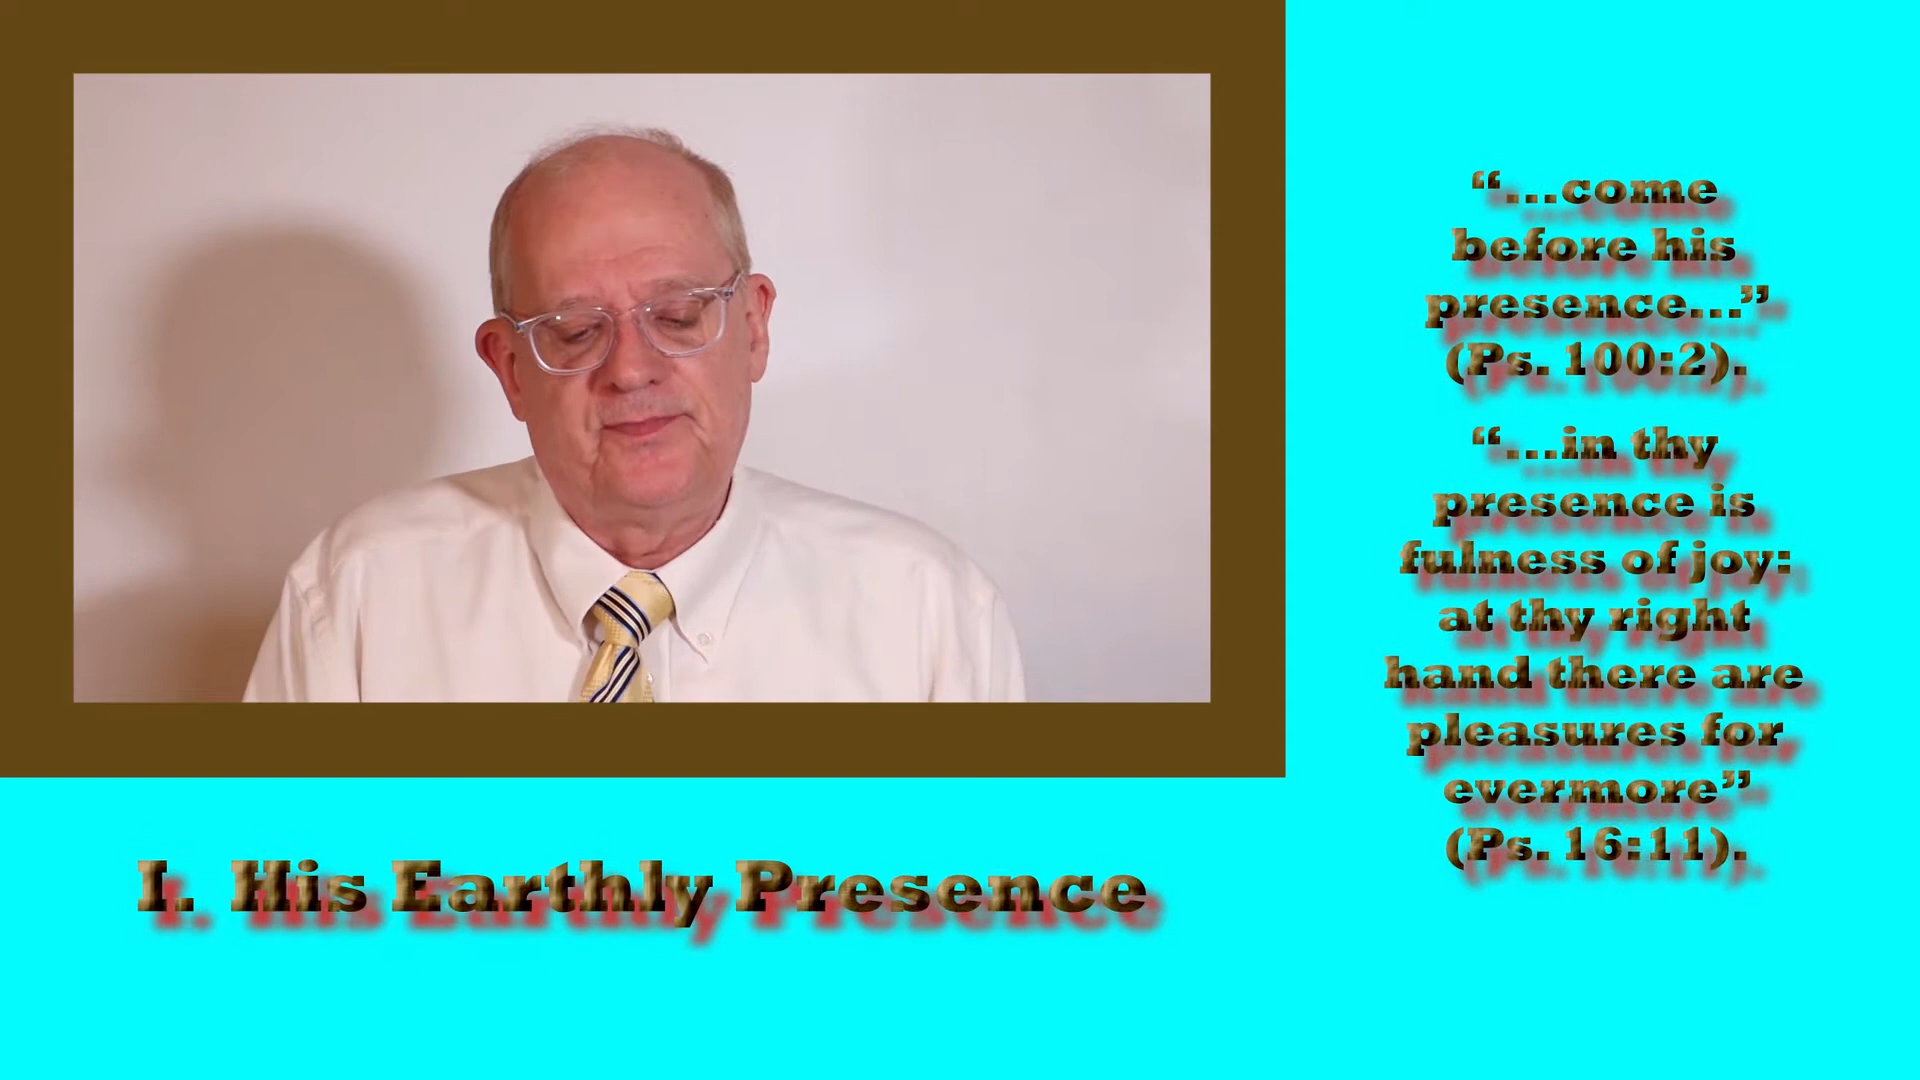 “...come
before his
presence...”
(Ps. 100:2).
“...in thy
presence is
fulness of joy:
at thy right
hand there are
pleasures for
evermore”
(Ps. 16:11).
I. His Earthly Presence